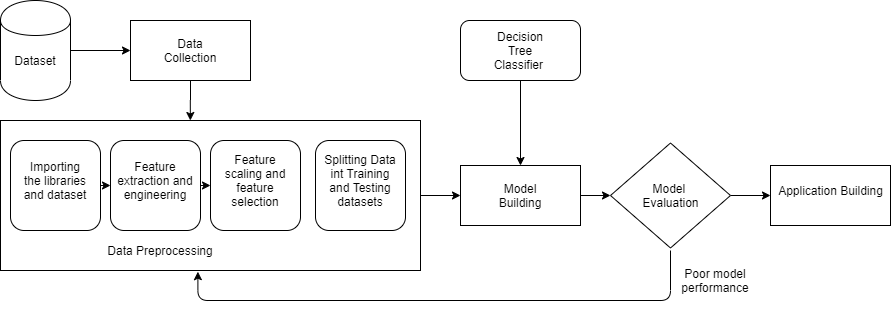 Dataset
Data
Collection
Decision
Tree
Classifier
Importing
the libraries
and dataset
Feature
extraction and
engineering
Feature
scaling and
feature
selection
Splitting Data
int Training
and Testing
datasets
Data Preprocessing
Model
Building
Model
Evaluation
Application Building
Poor model
performance